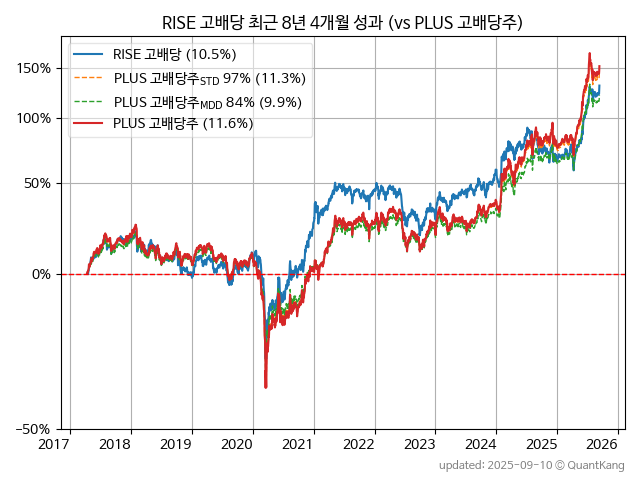 RISE 고배당 최근 8년 4개월 성과 (vs PLUS 고배당주)
RISE 고배당 (10.5%)
PLUS 고배당주STD 97% (11.3%)
PLUS 고배당주MDD 84% (9.9%)
PLUS 고배당주 (11.6%)
150%
100%
50%
0%
−50%
2017 2018 2019 2020 2021 2022 2023 2024 2025 2026
updated: 2025-09-10 © QuantKang